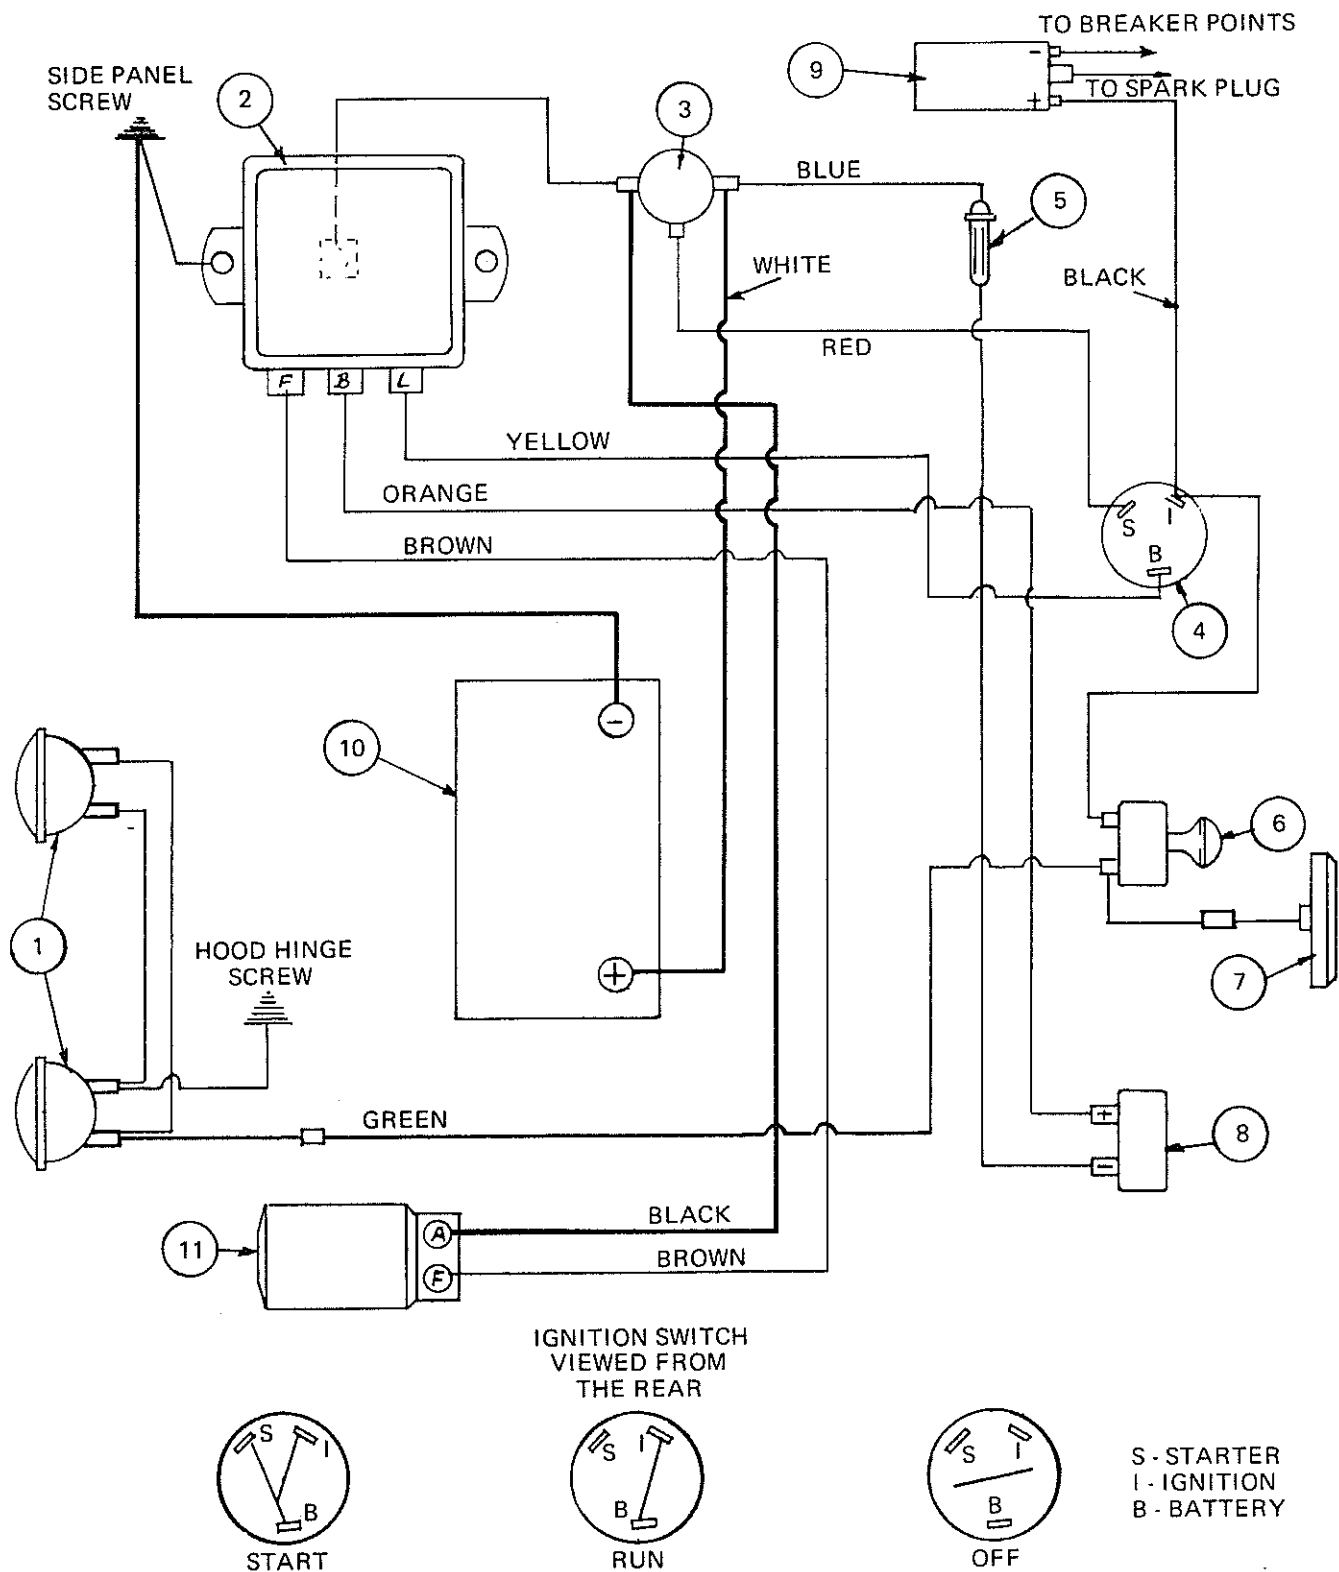 TO BREAKER POINTS
9
-
TO SPARK PLUG
+
SIDE PANEL
SCREW
2
3
BLUE
5
WHITE
BLACK
RED
F B L
YELLOW
ORANGE
BROWN
S I
B
4
-
10
6
1
HOOD HINGE
SCREW
+
7
GREEN
+
8
-
BLACK
11
A
BROWN
F
IGNITION SWITCH
VIEWED FROM
THE REAR
S I
B
START
S I
B
RUN
S I
B
OFF
S - STARTER
I - IGNITION
B - BATTERY